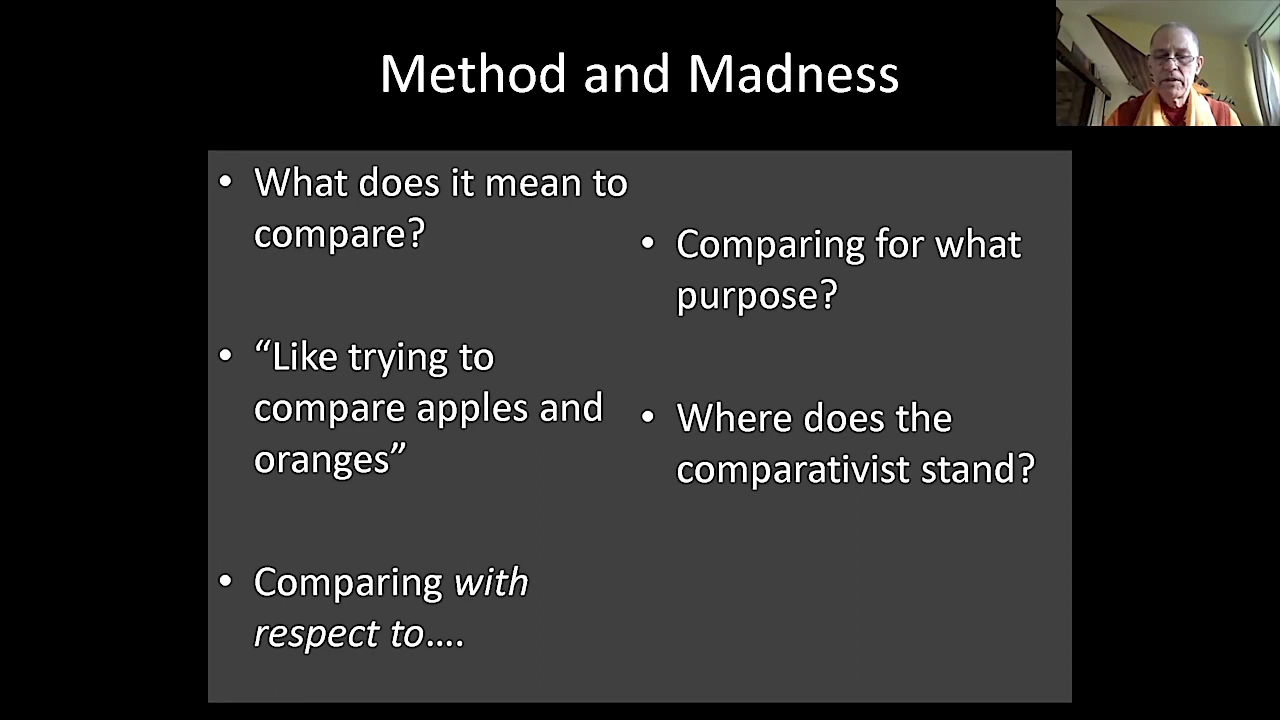 Method and Madness
• What does it mean to
compare?
• “Like trying to
compare apples and
oranges”
• Comparing with
respect to….
• Comparing for what
purpose?
• Where does the
comparativist stand?